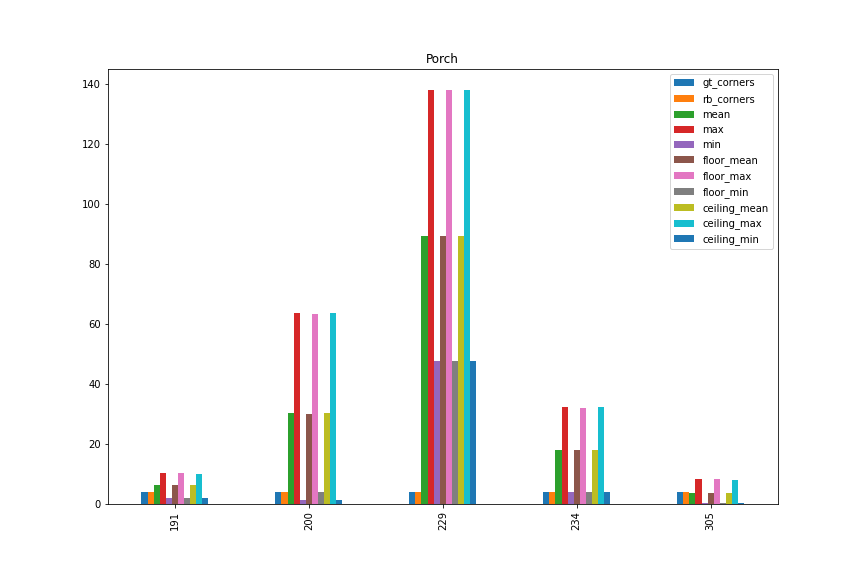 Porch
140
120
100
80
60
40
20
0
gt_corners
rb_corners
mean
max
min
floor_mean
floor_max
floor_min
ceiling_mean
ceiling_max
ceiling_min
191
200
229
234
305